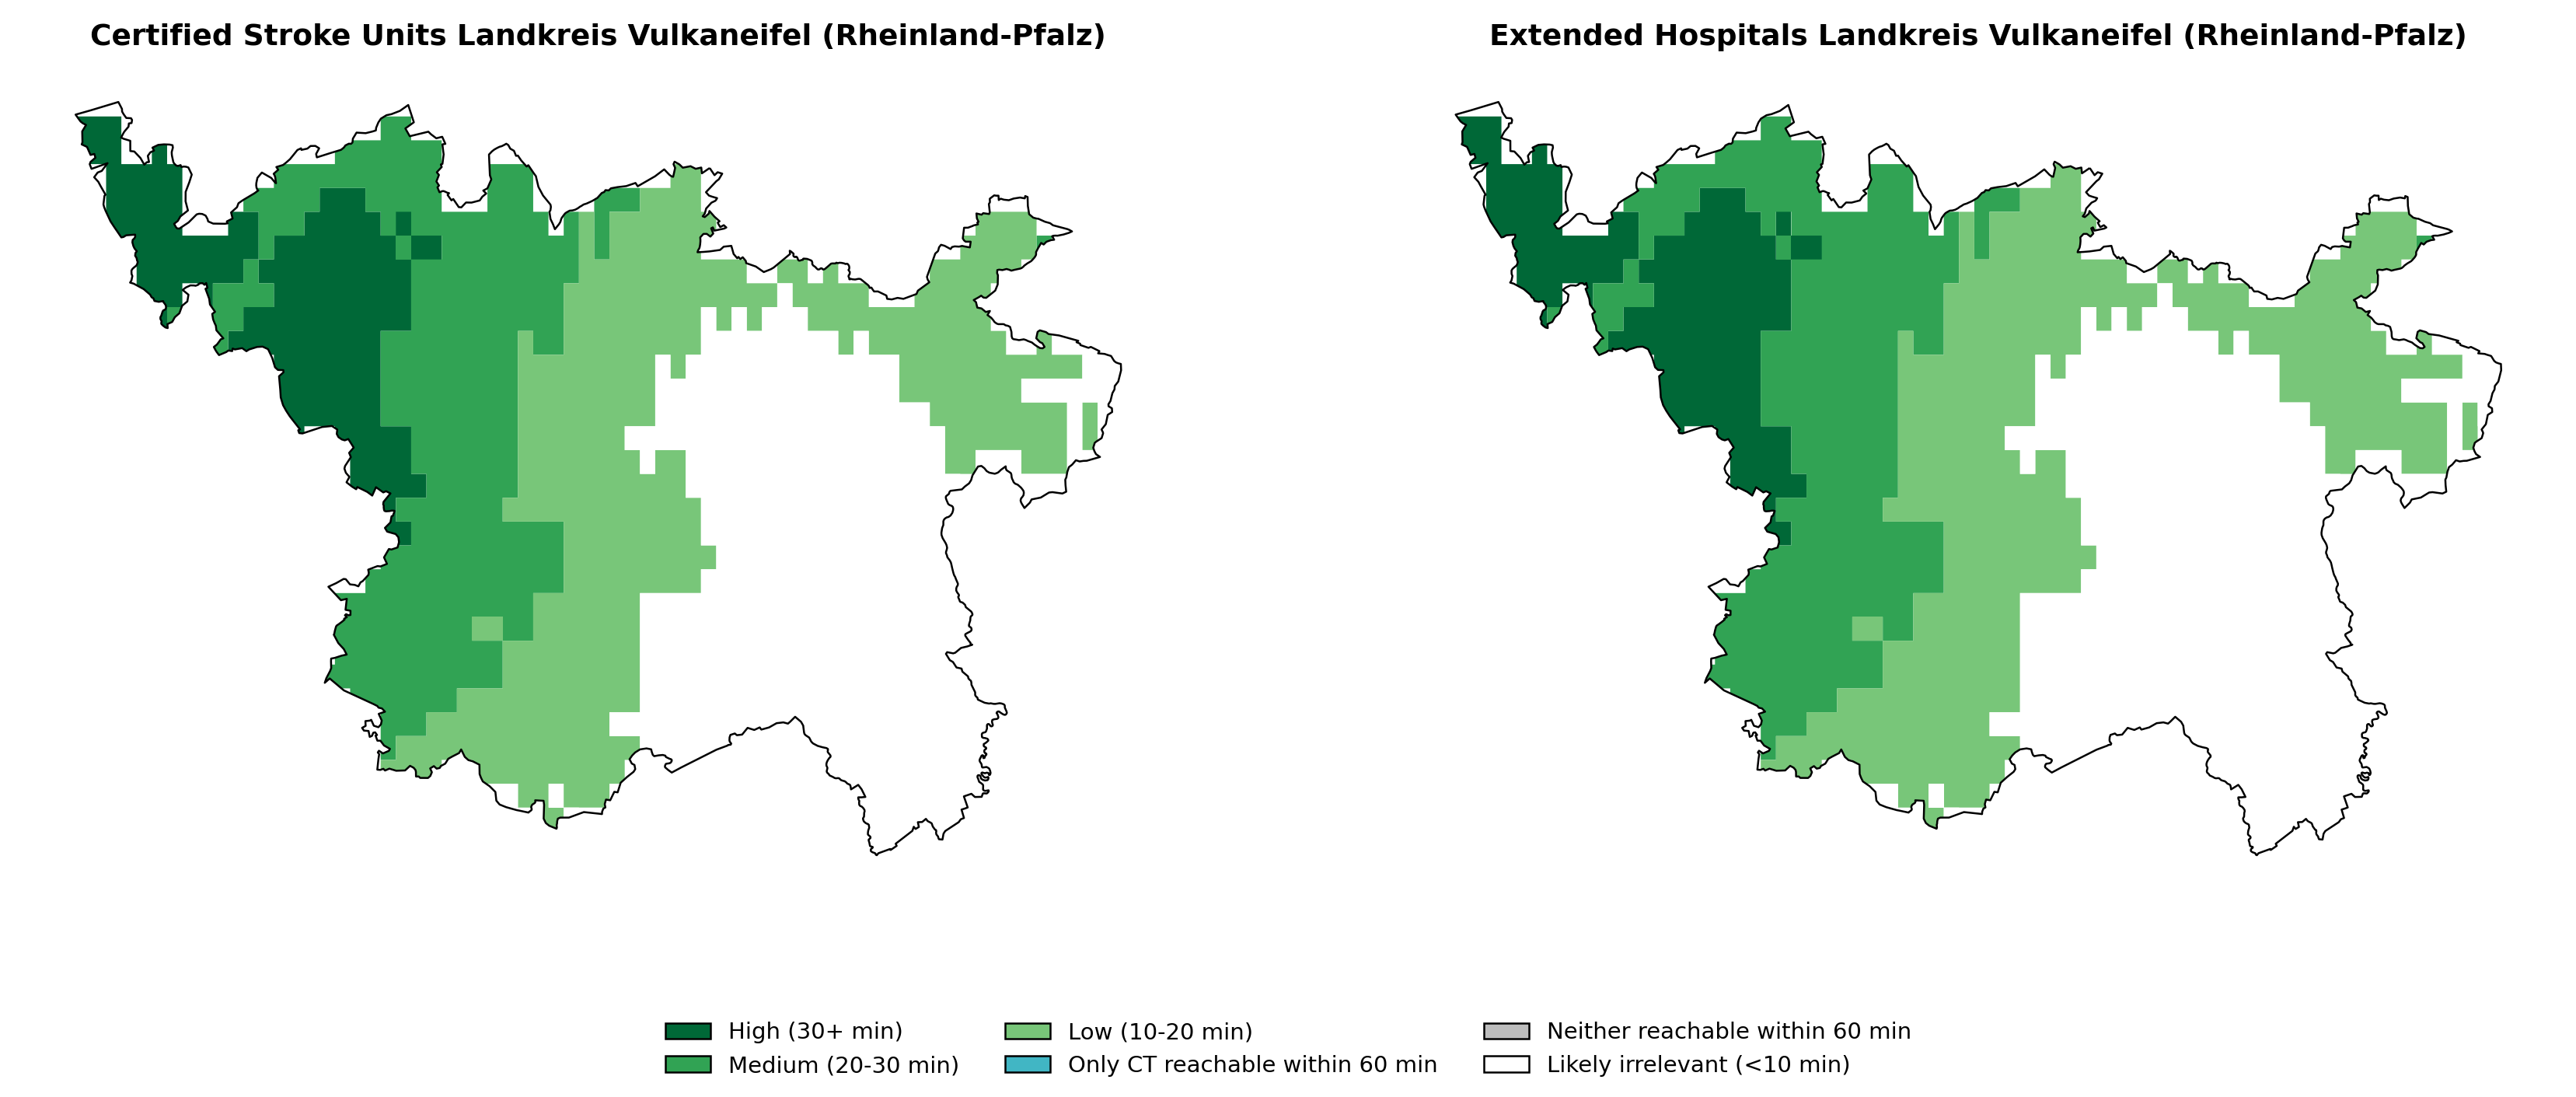 Certified Stroke Units Landkreis Vulkaneifel (Rheinland-Pfalz)
Extended Hospitals Landkreis Vulkaneifel (Rheinland-Pfalz)
High (30+ min)
Medium (20-30 min)
Low (10-20 min)
Only CT reachable within 60 min
Neither reachable within 60 min
Likely irrelevant (<10 min)